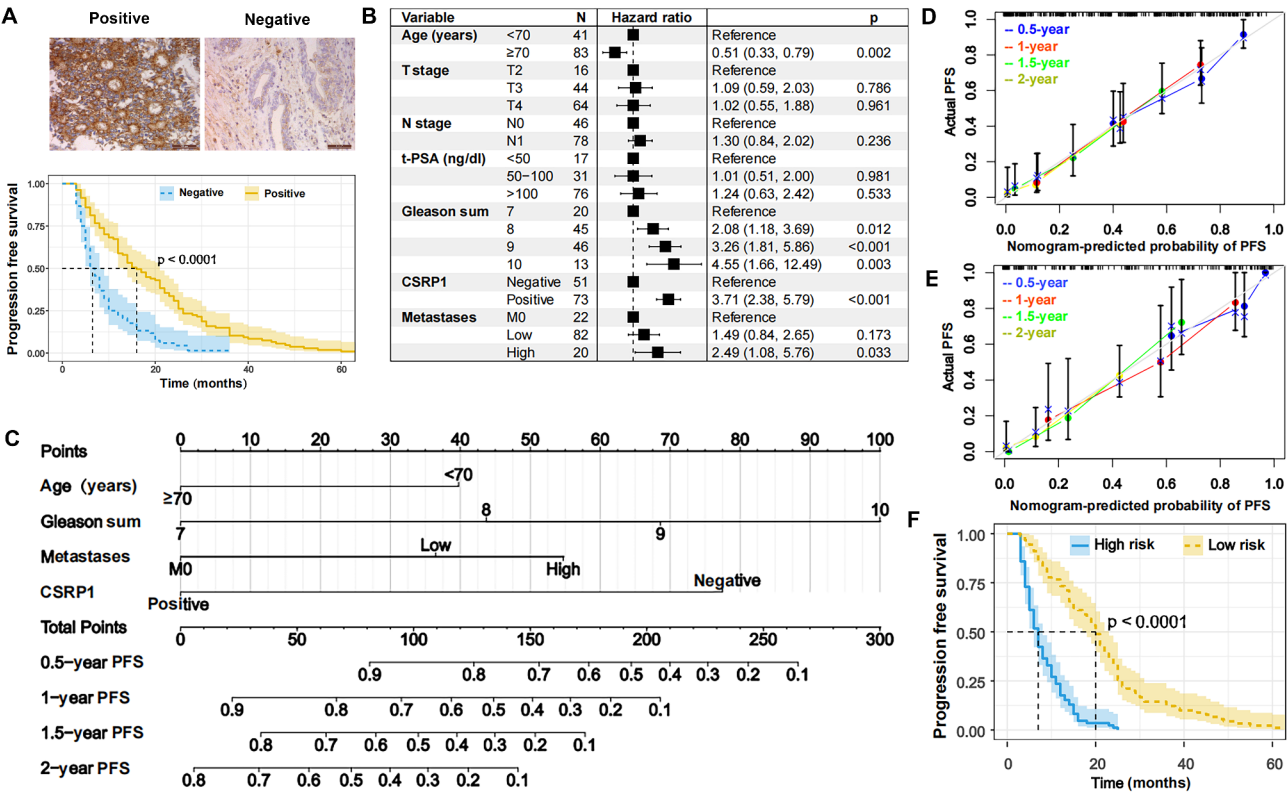 A
Positive
Negative
Progression free survival
1.00
0.75
0.50
0.25
0.00
Negative
Positive
p < 0.0001
0 20 40 60
Time (months)
B
Variable N Hazard ratio p
Age (years) <70 41 Reference
≥70 83 0.51 (0.33, 0.79) 0.002
T stage T2 16 Reference
T3 44 1.09 (0.59, 2.03) 0.786
T4 64 1.02 (0.55, 1.88) 0.961
N stage N0 46 Reference
N1 78 1.30 (0.84, 2.02) 0.236
t-PSA (ng/dl) <50 17 Reference
50−100 31 1.01 (0.51, 2.00) 0.981
>100 76 1.24 (0.63, 2.42) 0.533
Gleason sum 7 20 Reference
8 45 2.08 (1.18, 3.69) 0.012
9 46 3.26 (1.81, 5.86) <0.001
10 13 4.55 (1.66, 12.49) 0.003
CSRP1 Negative 51 Reference
Positive 73 3.71 (2.38, 5.79) <0.001
Metastases M0 22 Reference
Low 82 1.49 (0.84, 2.65) 0.173
High 20 2.49 (1.08, 5.76) 0.033
C
0 10 20 30 40 50 60 70 80 90 100
Points
<70
Age (years)
≥70
8 10
Gleason sum
7 9
Low
Metastases
M0 High
Negative
CSRP1
Positive
Total Points
0 50 100 150 200 250 300
0.5−year PFS
0.9 0.8 0.7 0.6 0.5 0.4 0.3 0.2 0.1
1−year PFS
0.9 0.8 0.7 0.6 0.5 0.4 0.3 0.2 0.1
1.5−year PFS
0.8 0.7 0.6 0.5 0.4 0.3 0.2 0.1
2−year PFS
0.8 0.7 0.6 0.5 0.4 0.3 0.2 0.1
D
Actual PFS
1.0
0.8
0.6
0.4
0.2
0.0
-- 0.5-year
-- 1-year
-- 1.5-year
-- 2-year
0.0 0.2 0.4 0.6 0.8 1.0
Nomogram-predicted probability of PFS
E
Actual PFS
1.0
0.8
0.6
0.4
0.2
0.0
-- 0.5-year
-- 1-year
-- 1.5-year
-- 2-year
0.0 0.2 0.4 0.6 0.8 1.0
Nomogram-predicted probability of PFS
F
Progression free survival
1.00
0.75
0.50
0.25
0.00
High risk
Low risk
p < 0.0001
0 20 40 60
Time (months)